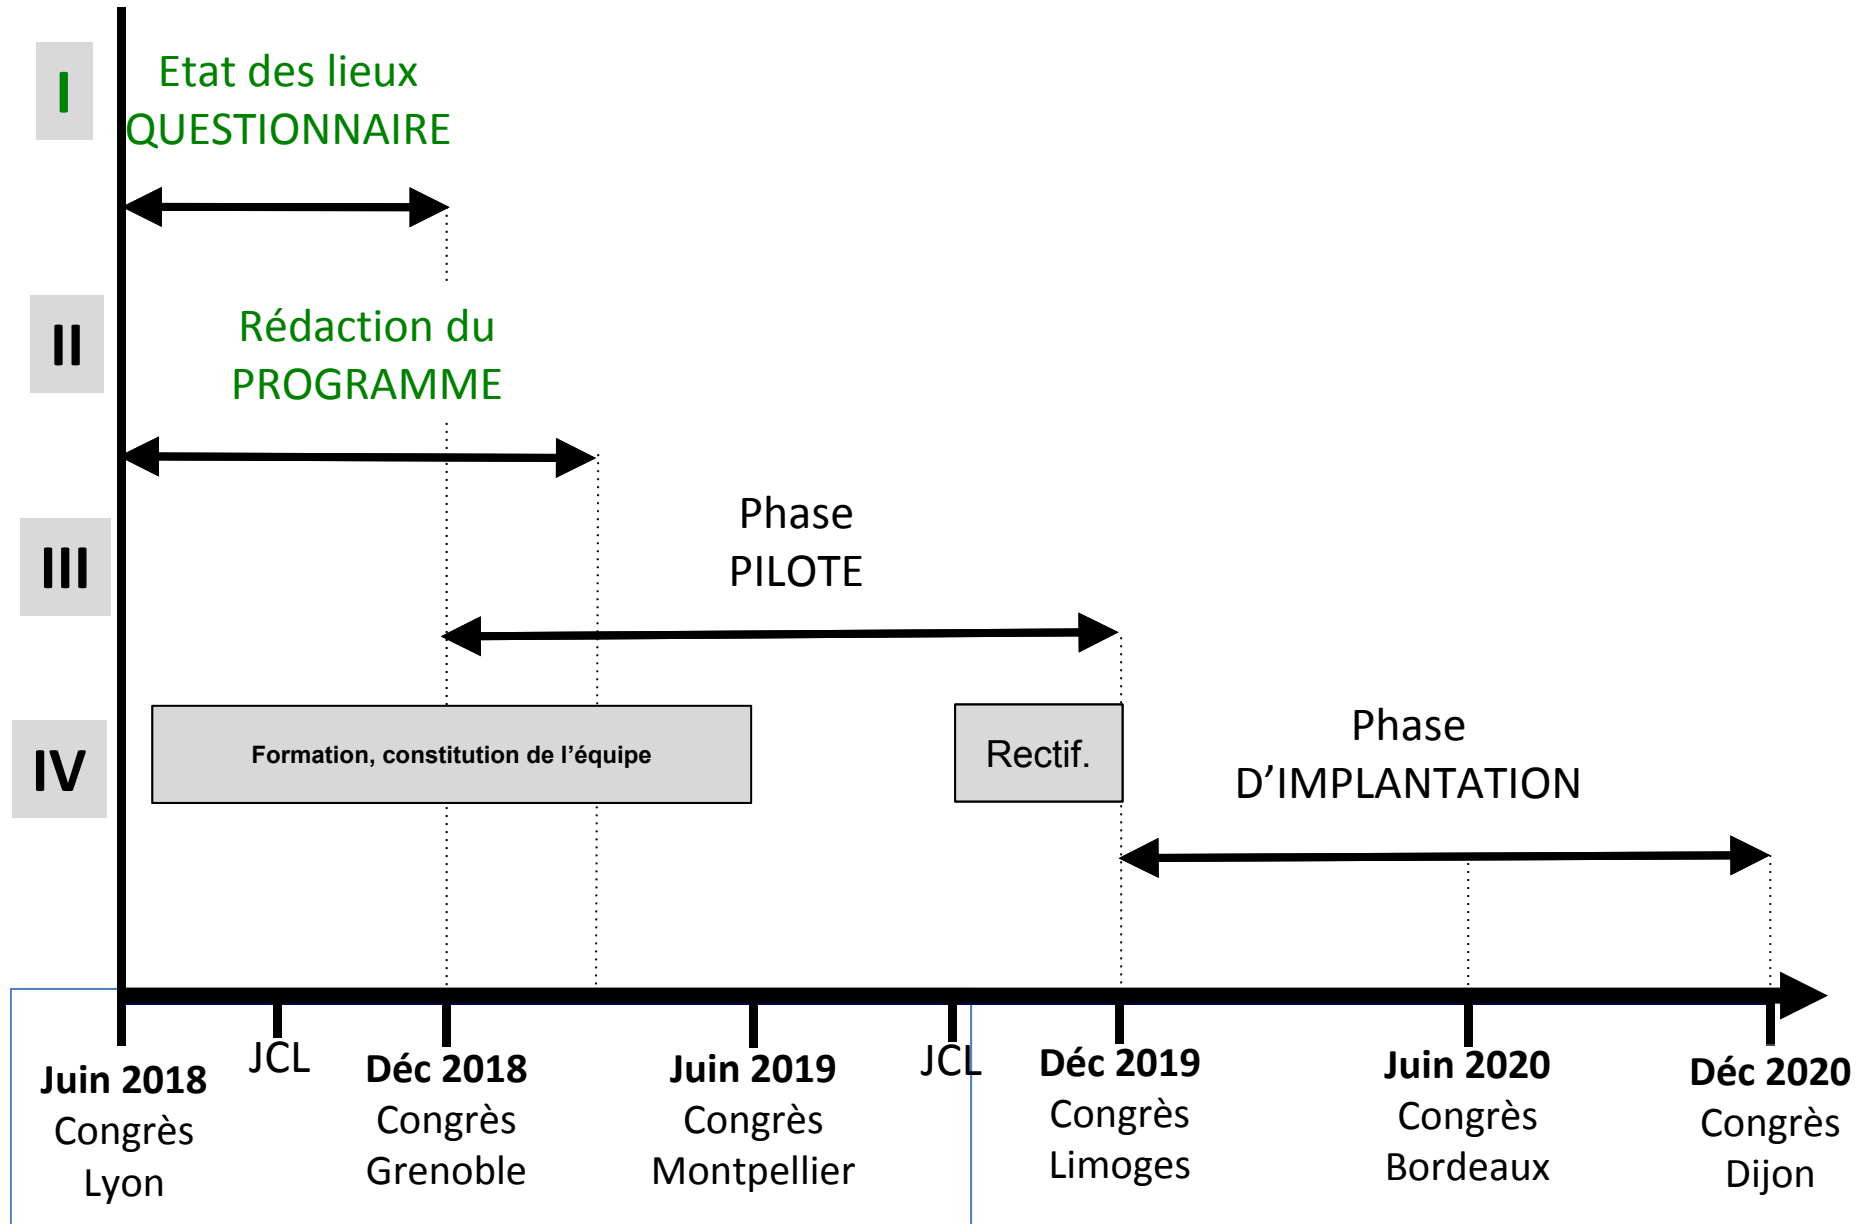 I
Etat des lieux
QUESTIONNAIRE
II
Rédaction du
PROGRAMME
III
Phase
PILOTE
IV
Formation, constitution de l’équipe
Rectif.
Phase
D’IMPLANTATION
Juin 2018
Congrès
Lyon
JCL
Déc 2018
Congrès
Grenoble
Juin 2019
Congrès
Montpellier
JCL
Déc 2019
Congrès
Limoges
Juin 2020
Congrès
Bordeaux
Déc 2020
Congrès
Dijon